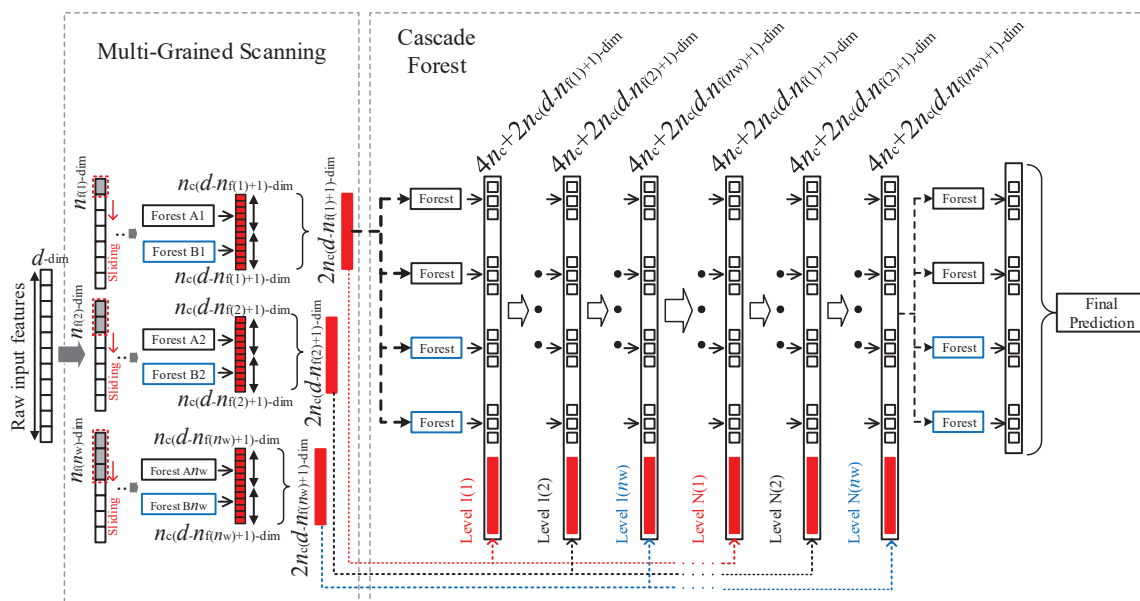 Multi-Grained Scanning
Cascade
Forest
Raw input features
d-dim
nf(1)-dim
Sliding
Forest A1
Forest B1
nc(d-nf(1)+1)-dim
nc(d-nf(1)+1)-dim
2nc(d-nf(1)+1)-dim
nf(2)-dim
Sliding
Forest A2
Forest B2
nc(d-nf(2)+1)-dim
nc(d-nf(2)+1)-dim
2nc(d-nf(2)+1)-dim
nf(nw)-dim
Sliding
Forest Anw
Forest Bnw
nc(d-nf(nw)+1)-dim
nc(d-nf(nw)+1)-dim
2nc(d-nf(nw)+1)-dim
4nc+2nc(d-nf(1)+1)-dim
4nc+2nc(d-nf(2)+1)-dim
4nc+2nc(d-nf(nw)+1)-dim
4nc+2nc(d-nf(1)+1)-dim
4nc+2nc(d-nf(2)+1)-dim
4nc+2nc(d-nf(nw)+1)-dim
Forest
Forest
Forest
Forest
Level 1(1)
Level 1(2)
Level 1(nw)
Level N(1)
Level N(2)
Level N(nw)
Forest
Forest
Forest
Forest
Final
Prediction